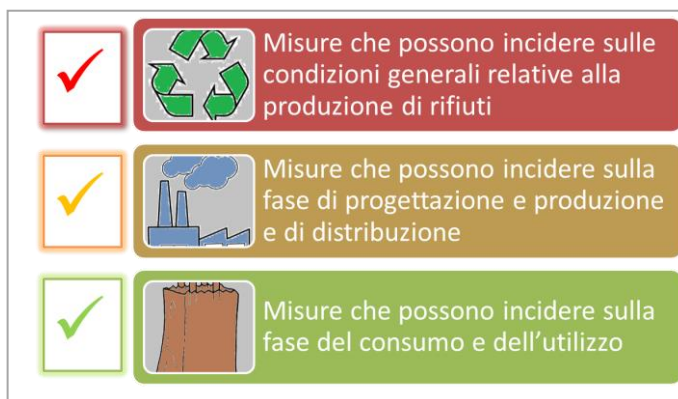 Misure che possono incidere sulle
condizioni generali relative alla
produzione di rifiuti
Misure che possono incidere sulla
fase di progettazione e produzione
e di distribuzione
Misure che possono incidere sulla
fase del consumo e dell’utilizzo